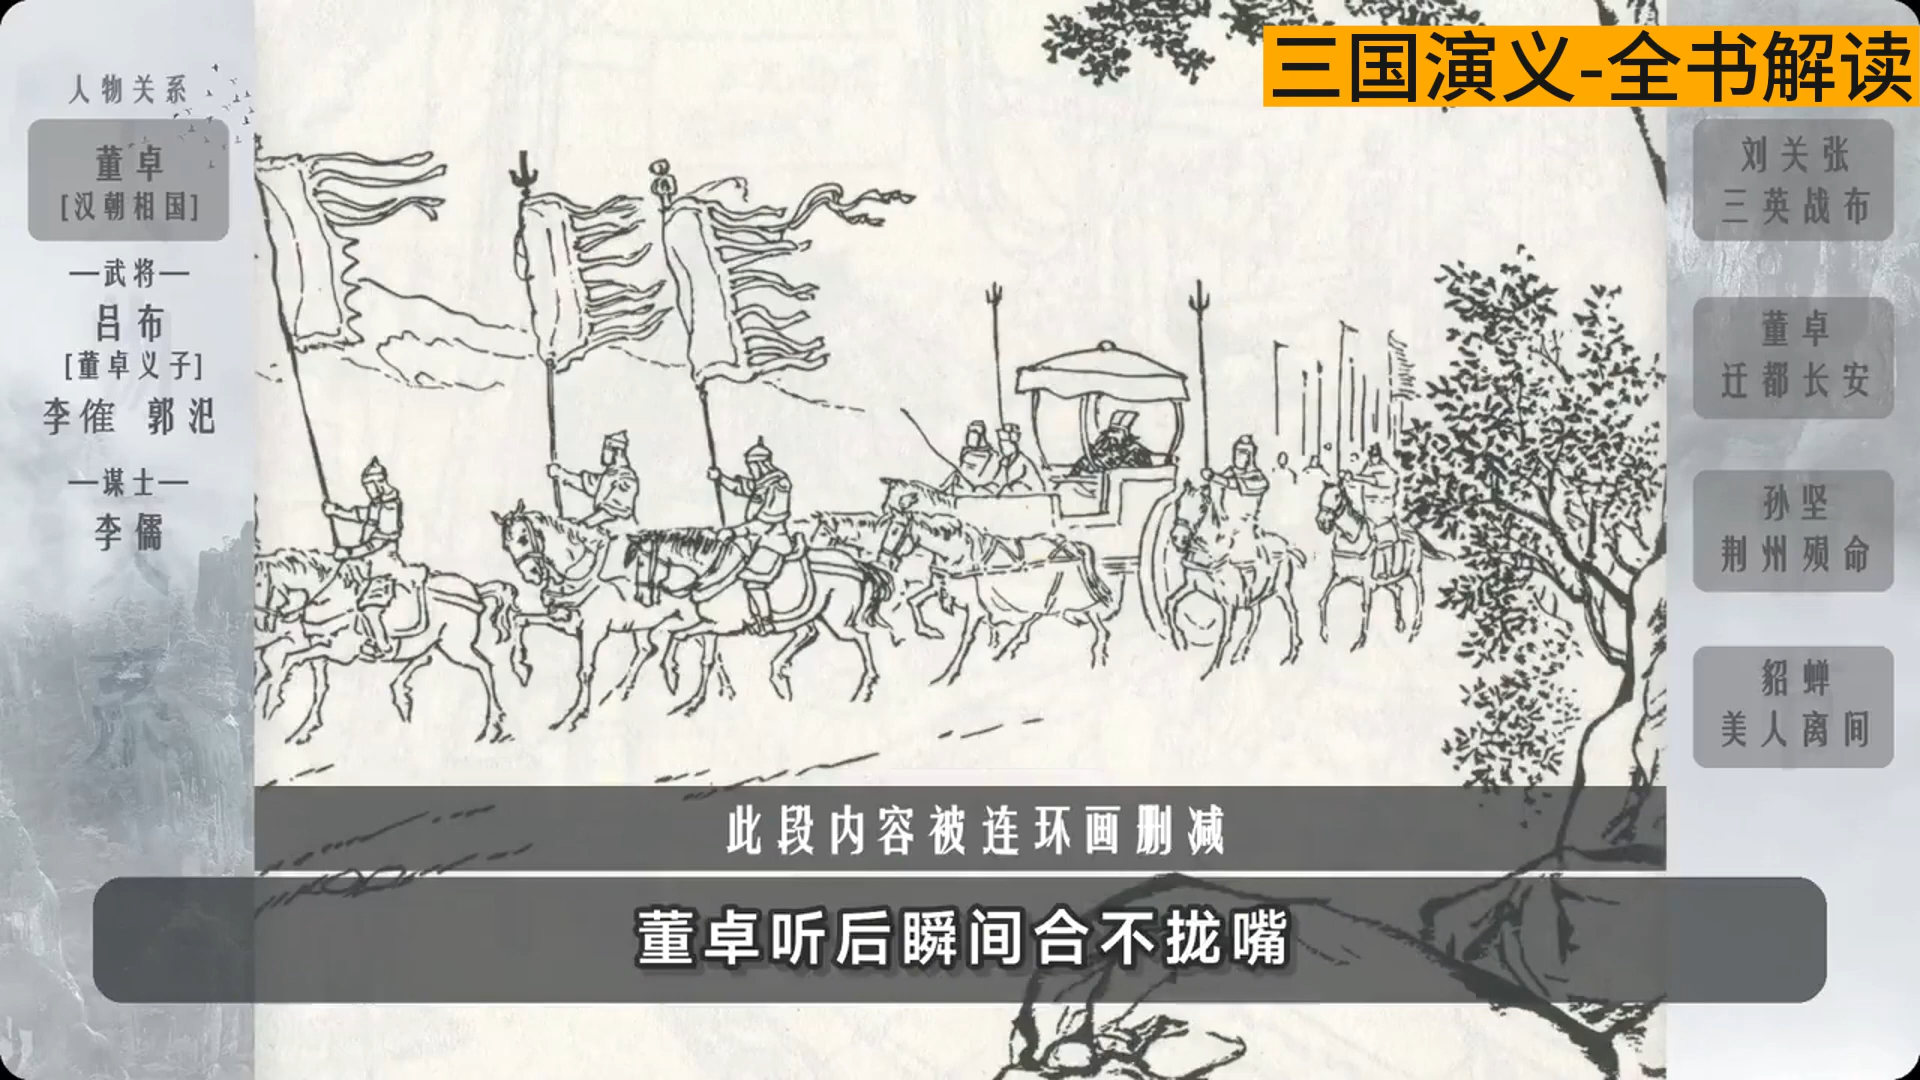 三国演义-全书解读
人物关系
董卓
[汉朝相国]
—武将—
吕布
[董卓义子]
李傕 郭汜
—谋士—
李儒
刘关张
三英战布
董卓
迁都长安
孙坚
荆州殒命
貂蝉
美人离间
此段内容被连环画删减
董卓听后瞬间合不拢嘴